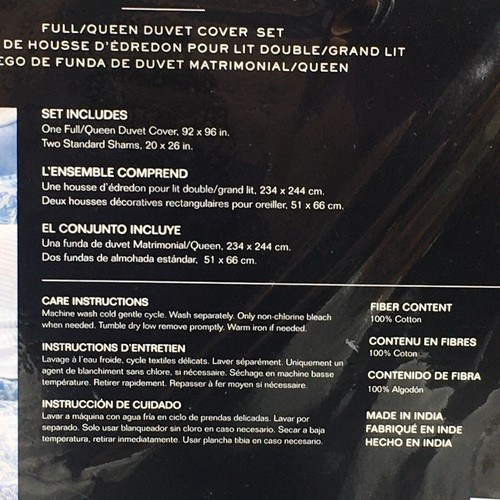 FULL/QUEEN DUVET COVER SET
DE HOUSSE D'ÉDREDON POUR LIT DOUBLE/GRAND LIT
DE FUNDA DE DUVET MATRIMONIAL/QUEEN
SET INCLUDES
One Full/Queen Duvet Cover, 92 x 96 in.
Two Standard Shams, 20 x 26 in.
L'ENSEMBLE COMPREND
Une housse d'édredon pour lit double/grand lit, 234 x 244 cm.
Deux housses décoratives rectangulaires pour oreiller, 51 x 66 cm.
EL CONJUNTO INCLUYE
Una funda de duvet Matrimonial/Queen, 234 x 244 cm.
Dos fundas de almohada estándar, 51 x 66 cm.
CARE INSTRUCTIONS
Machine wash cold gentle cycle. Wash separately. Only non-chlorine bleach
when needed. Tumble dry low remove promptly. Warm iron if needed.
INSTRUCTIONS D'ENTRETIEN
Lavage à l'eau froide, cycle textiles délicats. Laver séparément. Uniquement un
agent de blanchiment sans chlore, si nécessaire. Séchage en machine basse
température. Retirer rapidement. Repasser à fer moyen si nécessaire.
INSTRUCCIÓN DE CUIDADO
Lavar a máquina con agua fría en ciclo de prendas delicadas. Lavar por
separado. Solo usar blanqueador sin cloro en caso necesario. Secar a baja
temperatura, retirar inmediatamente. Usar plancha tibia en caso necesario.
FIBER CONTENT
100% Cotton
CONTENU EN FIBRES
100% Coton
CONTENIDO DE FIBRA
100% Algodón
MADE IN INDIA
FABRIQUÉ EN INDE
HECHO EN INDIA